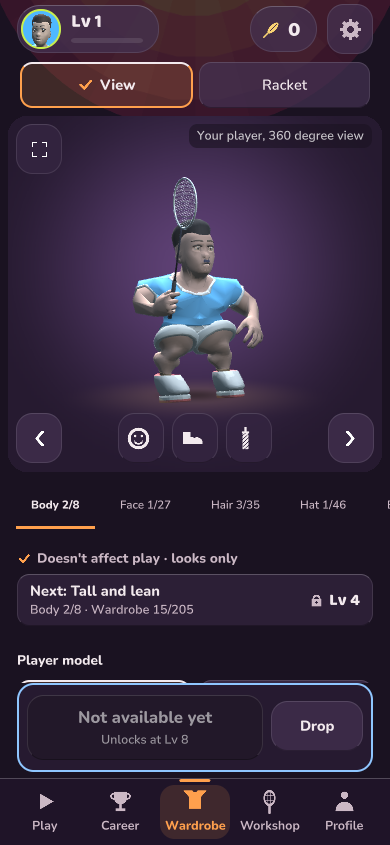 Lv 1
0
View
Racket
Your player, 360 degree view
Body 2/8
Face 1/27
Hair 3/35
Hat 1/46
Doesn't affect play · looks only
Next: Tall and lean
Body 2/8 · Wardrobe 15/205
Lv 4
Player model
Not available yet
Unlocks at Lv 8
Drop
Play
Career
Wardrobe
Workshop
Profile